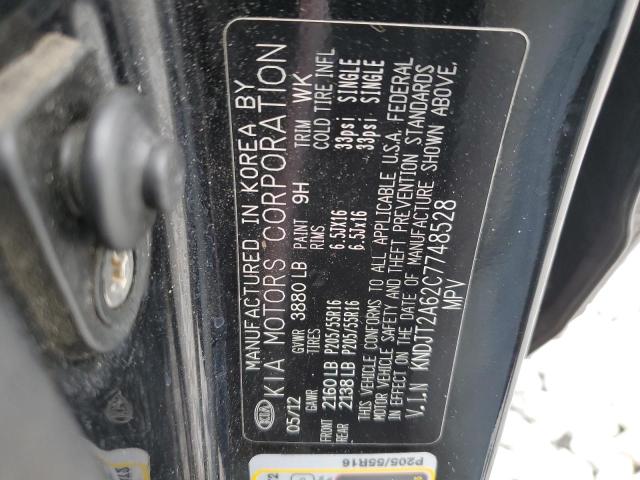 MANUFACTURED IN KOREA BY
KIA KIA MOTORS CORPORATION
05/12 GVWR 3880 LB PAINT 9H TRIM WK
GAWR TIRES RIMS COLD TIRE INFL
FRONT 2160 LB P205/55R16 6.5JX16 33psi: SINGLE
REAR 2138 LB P205/55R16 6.5JX16 33psi: SINGLE
THIS VEHICLE CONFORMS TO ALL APPLICABLE U.S.A. FEDERAL
MOTOR VEHICLE SAFETY AND THEFT PREVENTION STANDARDS
IN EFFECT ON THE DATE OF MANUFACTURE SHOWN ABOVE.
V.I.N KNDJT2A62C7748528
MPV
P205/55R16